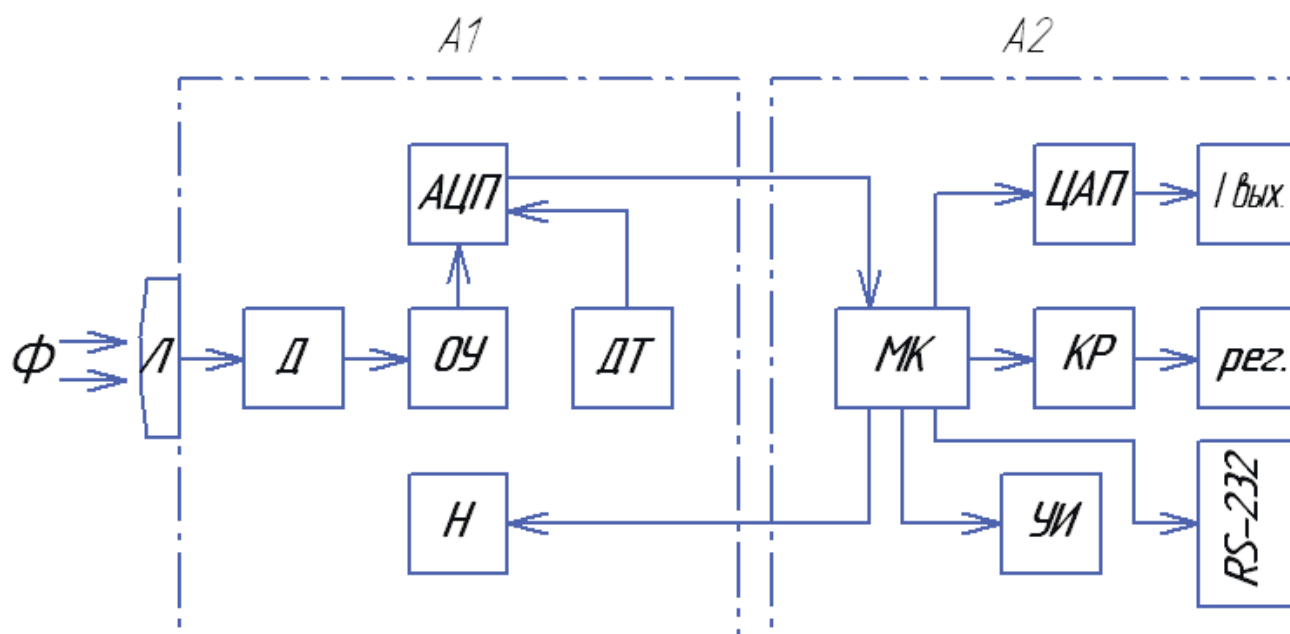 А1
А2
АЦП
ЦАП
I вых.
Ф
Л
Д
ОУ
ДТ
МК
КР
рег.
Н
УИ
RS-232